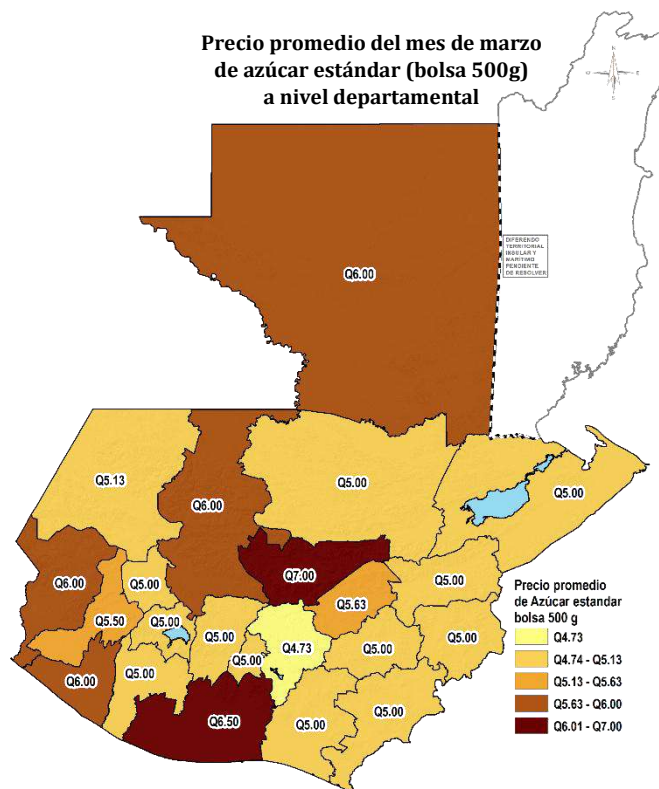 Precio promedio del mes de marzo
de azúcar estándar (bolsa 500g)
a nivel departamental
N
S
DIFERENDO
TERRITORIAL
INSULAR Y
MARÍTIMO
PENDIENTE
DE RESOLVER
Q6.00
Q5.13
Q6.00
Q5.00
Q5.00
Q6.00
Q5.00
Q7.00
Q5.00
Q5.50
Q5.00
Q5.00
Q5.63
Q5.00
Q6.00
Q5.00
Q5.00
Q4.73
Q5.00
Q6.50
Q5.00
Q5.00
Precio promedio
de Azúcar estandar
bolsa 500 g
Q4.73
Q4.74 - Q5.13
Q5.13 - Q5.63
Q5.63 - Q6.00
Q6.01 - Q7.00